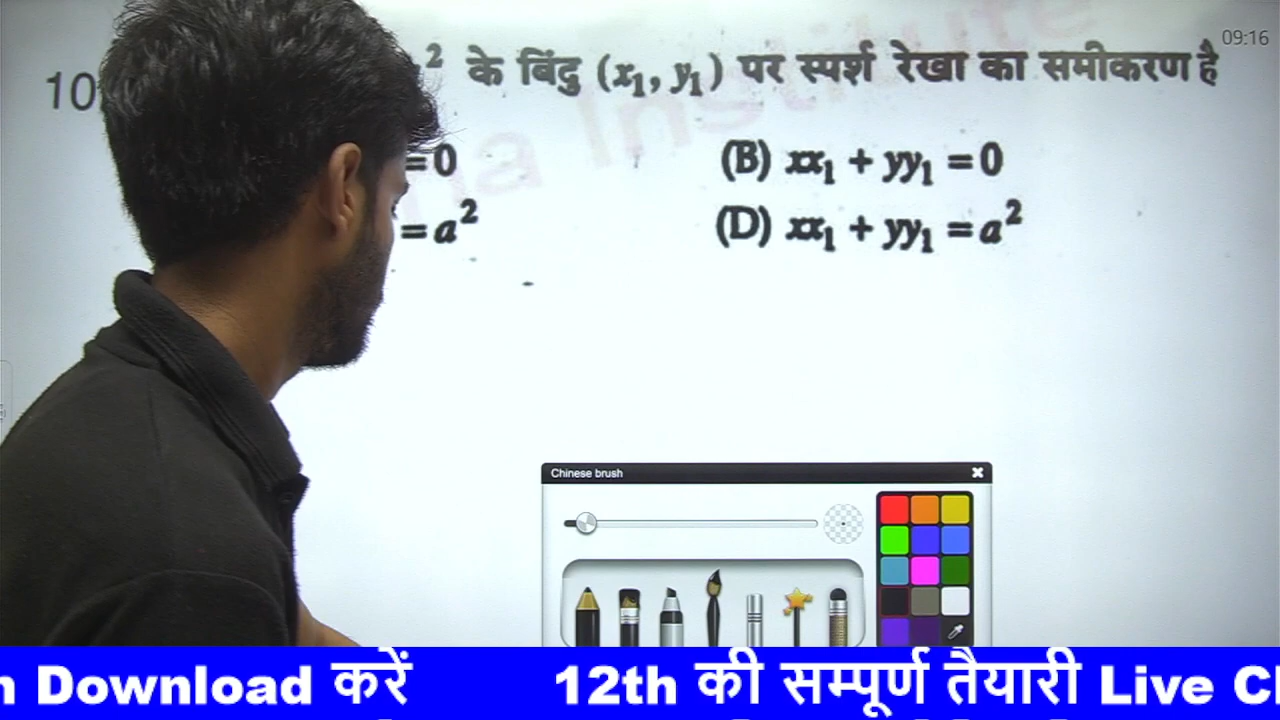 09:16
10 ² के बिंदु (x₁, y₁) पर स्पर्श रेखा का समीकरण है
=0 (B) xx₁ + yy₁ = 0
= a² (D) xx₁ + yy₁ = a²
Chinese brush
Download करें 12th की सम्पूर्ण तैयारी Live